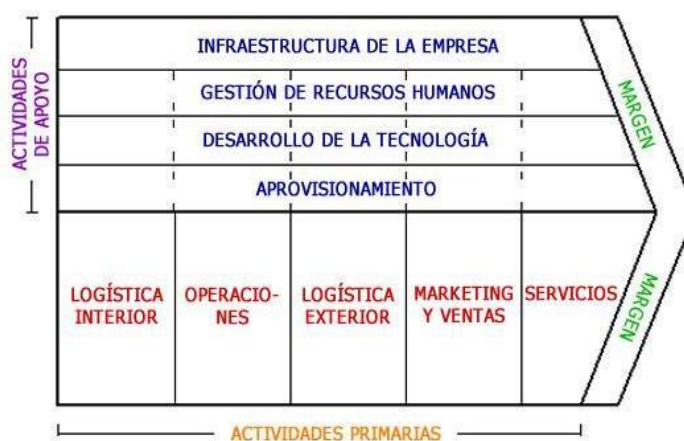 ACTIVIDADES
DE APOYO
INFRAESTRUCTURA DE LA EMPRESA
GESTIÓN DE RECURSOS HUMANOS
DESARROLLO DE LA TECNOLOGÍA
APROVISIONAMIENTO
MARGEN
LOGÍSTICA
INTERIOR
OPERACIO-
NES
LOGÍSTICA
EXTERIOR
MARKETING
Y VENTAS
SERVICIOS
MARGEN
ACTIVIDADES PRIMARIAS